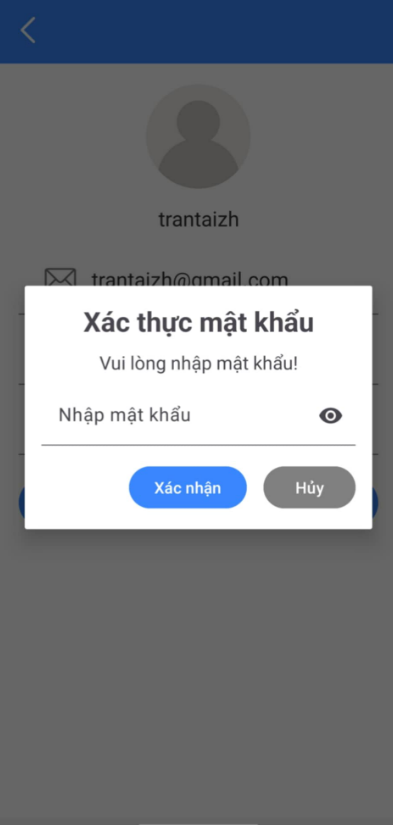 trantaizh
trantaizh@gmail.com
Xác thực mật khẩu
Vui lòng nhập mật khẩu!
Nhập mật khẩu
Xác nhận
Hủy